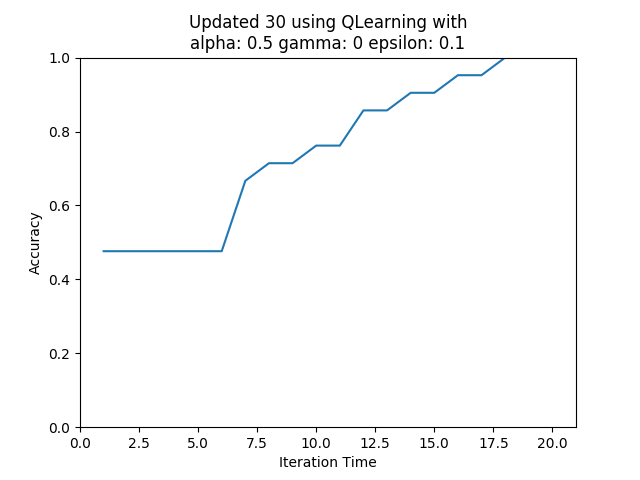 Updated 30 using QLearning with
alpha: 0.5 gamma: 0 epsilon: 0.1
1.0
0.8
0.6
0.4
0.2
0.0
Accuracy
0.0 2.5 5.0 7.5 10.0 12.5 15.0 17.5 20.0
Iteration Time